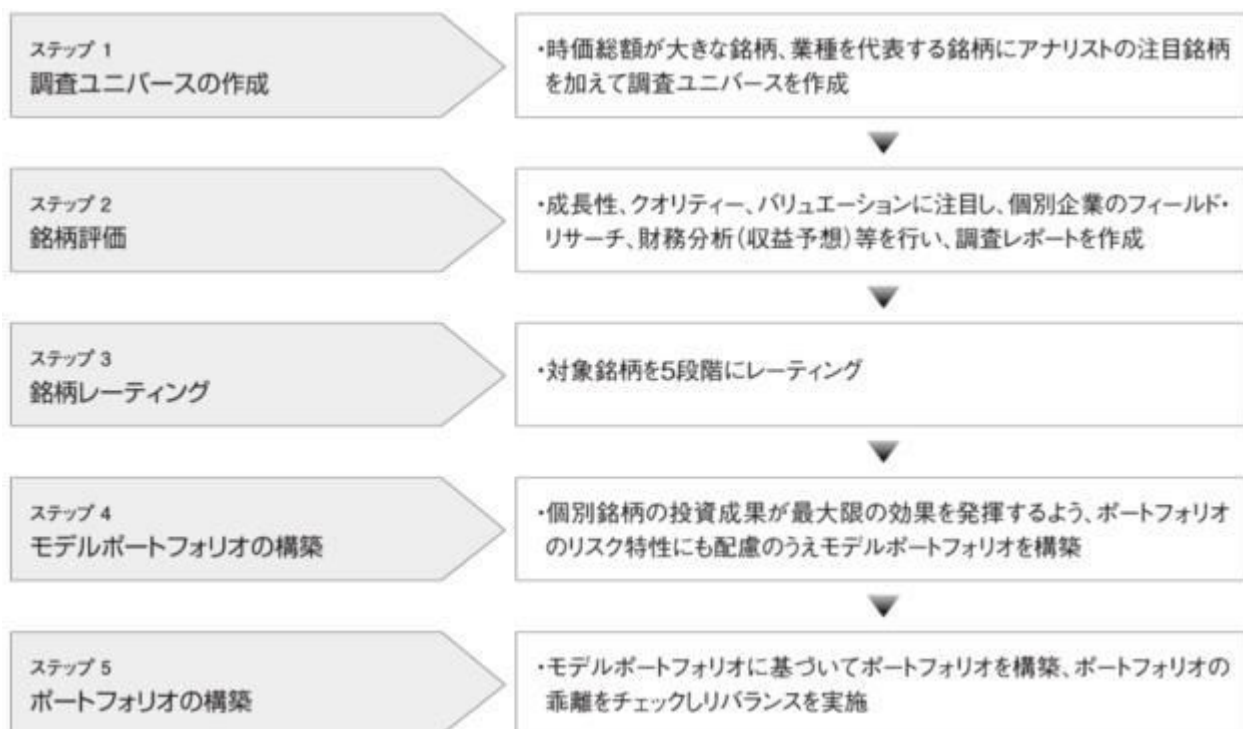 ステップ 1
調査ユニバースの作成
・時価総額が大きな銘柄、業種を代表する銘柄にアナリストの注目銘柄
を加えて調査ユニバースを作成
ステップ 2
銘柄評価
・成長性、クオリティー、バリュエーションに注目し、個別企業のフィールド・
リサーチ、財務分析(収益予想)等を行い、調査レポートを作成
ステップ 3
銘柄レーティング
・対象銘柄を5段階にレーティング
ステップ 4
モデルポートフォリオの構築
・個別銘柄の投資成果が最大限の効果を発揮するよう、ポートフォリオ
のリスク特性にも配慮のうえモデルポートフォリオを構築
ステップ 5
ポートフォリオの構築
・モデルポートフォリオに基づいてポートフォリオを構築、ポートフォリオの
乖離をチェックしリバランスを実施